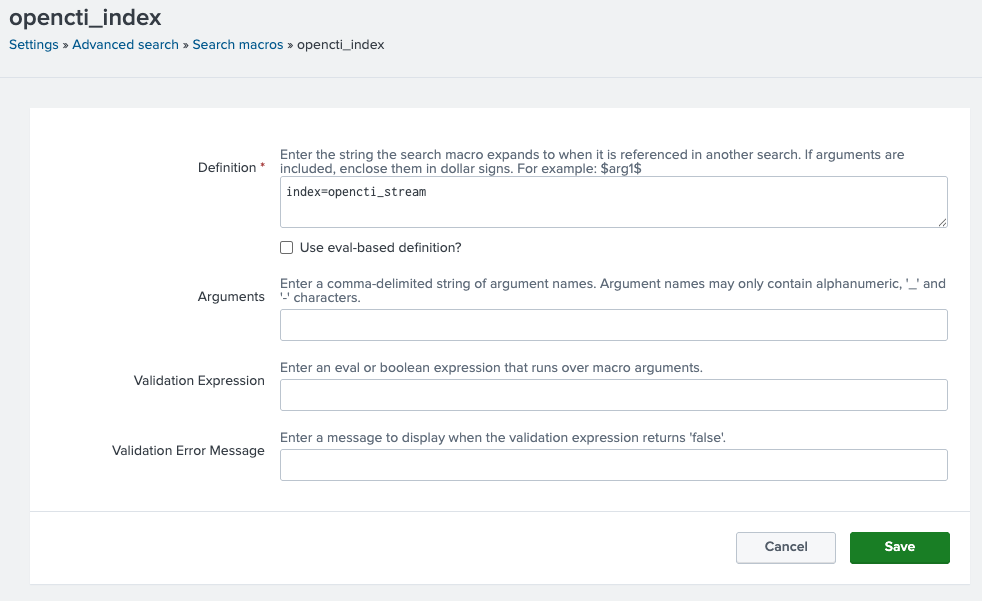 opencti_index
Settings » Advanced search » Search macros » opencti_index
Definition *
Enter the string the search macro expands to when it is referenced in another search. If arguments are
included, enclose them in dollar signs. For example: $arg1$
index=opencti_stream
Use eval-based definition?
Arguments
Enter a comma-delimited string of argument names. Argument names may only contain alphanumeric, '_' and
'-' characters.
Validation Expression
Enter an eval or boolean expression that runs over macro arguments.
Validation Error Message
Enter a message to display when the validation expression returns 'false'.
Cancel
Save